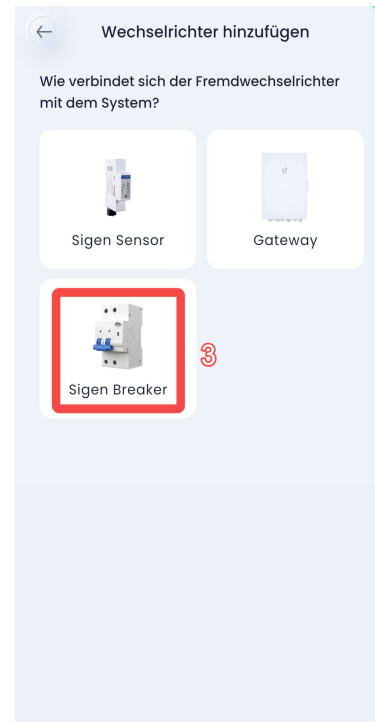 Wechselrichter hinzufügen
Wie verbindet sich der Fremdwechselrichter
mit dem System?
Sigen Sensor
Gateway
Sigen Breaker
3